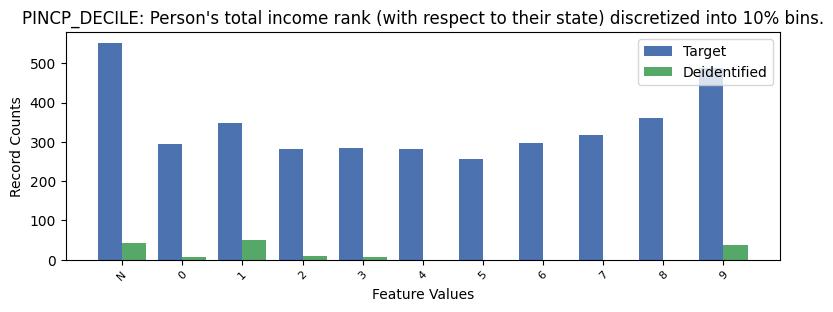 PINCP_DECILE: Person's total income rank (with respect to their state) discretized into 10% bins.
Target
Deidentified
Record Counts
500
400
300
200
100
0
N 0 1 2 3 4 5 6 7 8 9
Feature Values